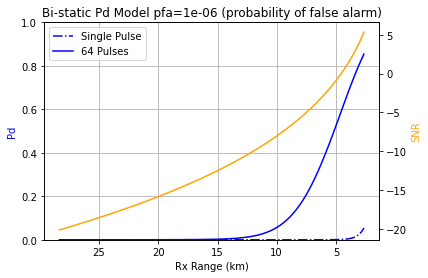 Bi-static Pd Model pfa=1e-06 (probability of false alarm)
Single Pulse
64 Pulses
1.0
0.8
0.6
0.4
0.2
0.0
Pd
25
20
15
10
5
Rx Range (km)
5
0
−5
−10
−15
−20
SNR